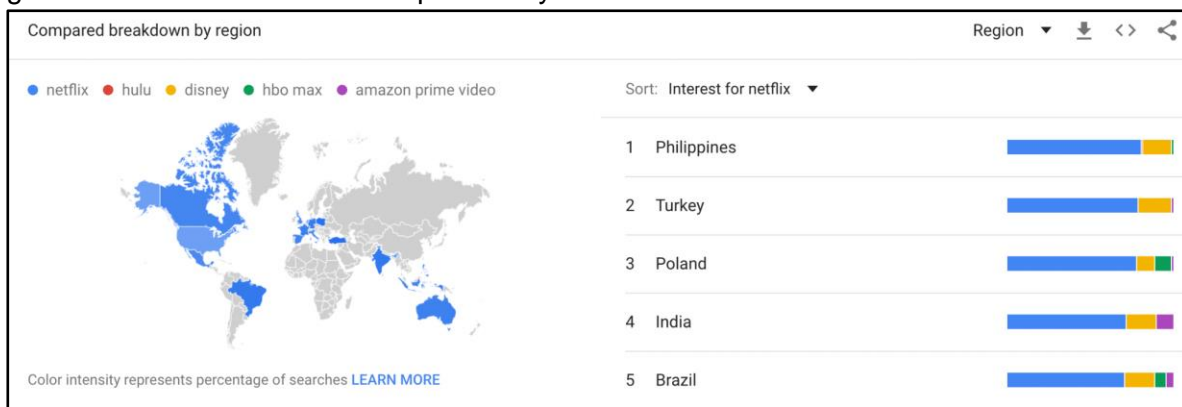 Compared breakdown by region
Region
netflix hulu disney hbo max amazon prime video
Sort: Interest for netflix
1 Philippines
2 Turkey
3 Poland
4 India
5 Brazil
Color intensity represents percentage of searches LEARN MORE